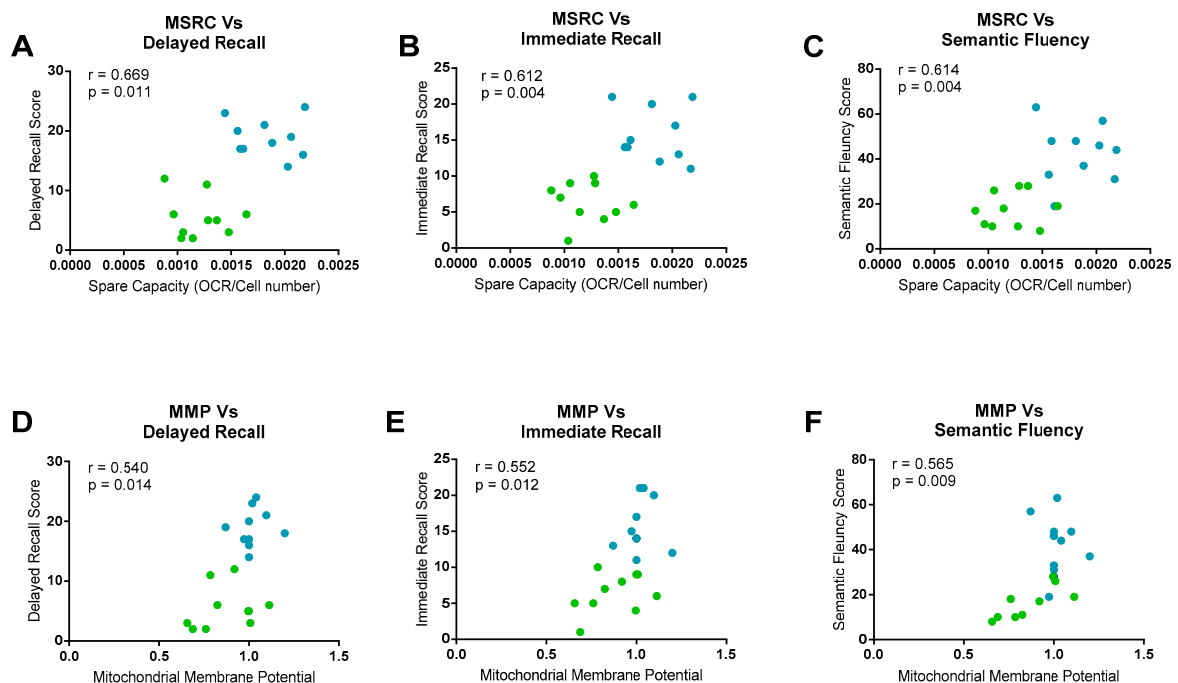 A
MSRC Vs
Delayed Recall
r = 0.669
p = 0.011
Delayed Recall Score
30
20
10
0
0.0000 0.0005 0.0010 0.0015 0.0020 0.0025
Spare Capacity (OCR/Cell number)
B
MSRC Vs
Immediate Recall
r = 0.612
p = 0.004
Immediate Recall Score
25
20
15
10
5
0
0.0000 0.0005 0.0010 0.0015 0.0020 0.0025
Spare Capacity (OCR/Cell number)
C
MSRC Vs
Semantic Fluency
r = 0.614
p = 0.004
Semantic Fleuncy Score
80
60
40
20
0
0.0000 0.0005 0.0010 0.0015 0.0020 0.0025
Spare Capacity (OCR/Cell number)
D
MMP Vs
Delayed Recall
r = 0.540
p = 0.014
Delayed Recall Score
30
20
10
0
0.0 0.5 1.0 1.5
Mitochondrial Membrane Potential
E
MMP Vs
Immediate Recall
r = 0.552
p = 0.012
Immediate Recall Score
25
20
15
10
5
0
0.0 0.5 1.0 1.5
Mitochondrial Membrane Potential
F
MMP Vs
Semantic Fluency
r = 0.565
p = 0.009
Semantic Fleuncy Score
80
60
40
20
0
0.0 0.5 1.0 1.5
Mitochondrial Membrane Potential